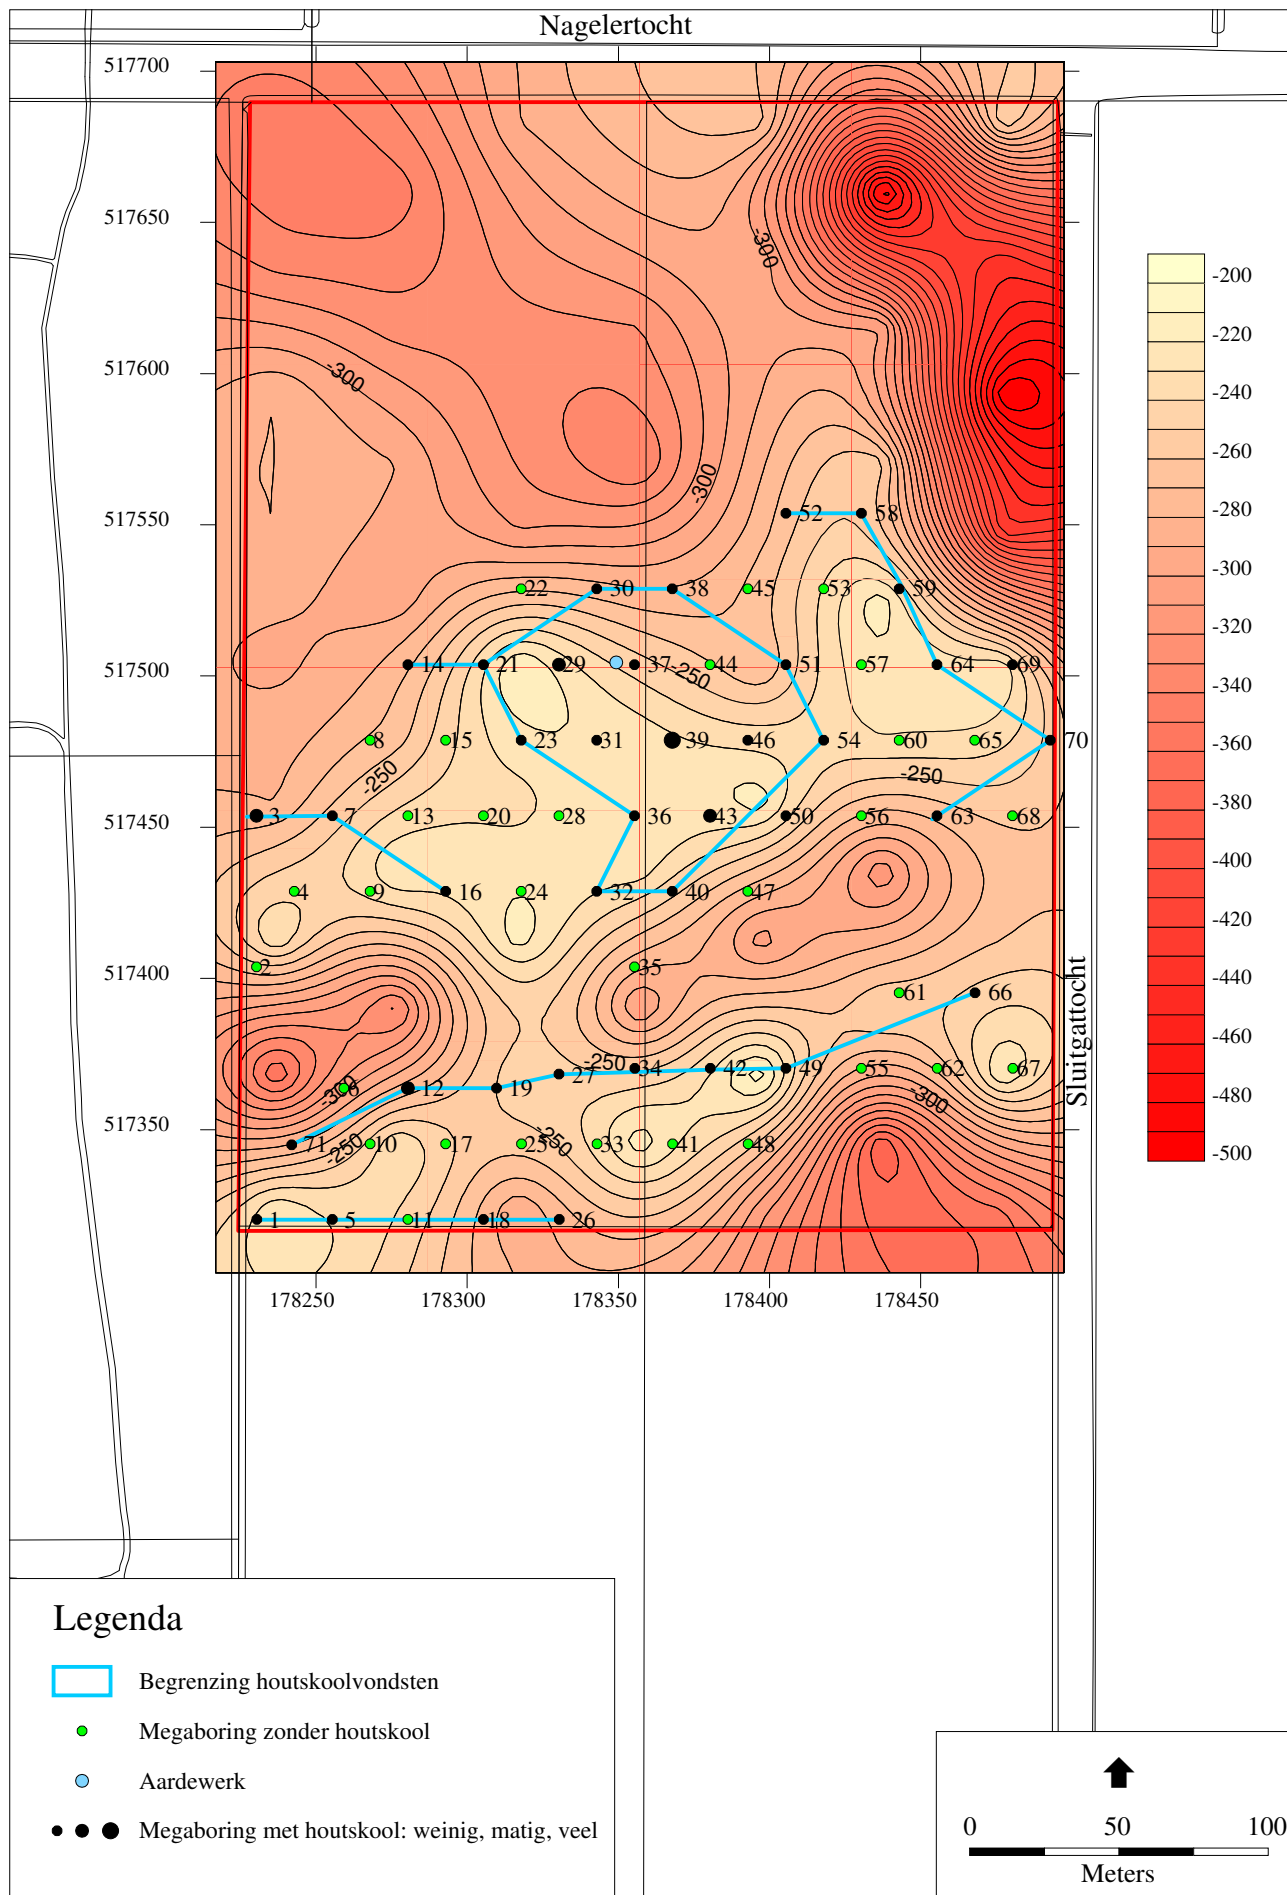 Nagelertocht
517700
517650
-300
-200
-220
-240
-260
-280
-300
-320
-340
-360
-380
-400
-420
-440
-460
-480
-500
517600
-300
-300
517550
52 58
22 30 38 45 53 59
517500
14 21 29 37 44 51 57 64 69
-250
8 15 23 31 39 46 54 60 65 70
-250
-250
517450
3 7 13 20 28 36 43 50 56 63 68
4 9 16 24 32 40 47
517400
2 35
61 66
Sluitgattocht
-250
27 34 42 49 55 62 67
-300
6 12 19
-300
517350
71 10 17 25 33 41 48
-250
-250
1 5 11 18 26
178250 178300 178350 178400 178450
Legenda
Begrenzing houtskoolvondsten
Megaboring zonder houtskool
Aardewerk
Megaboring met houtskool: weinig, matig, veel
0 50 100
Meters